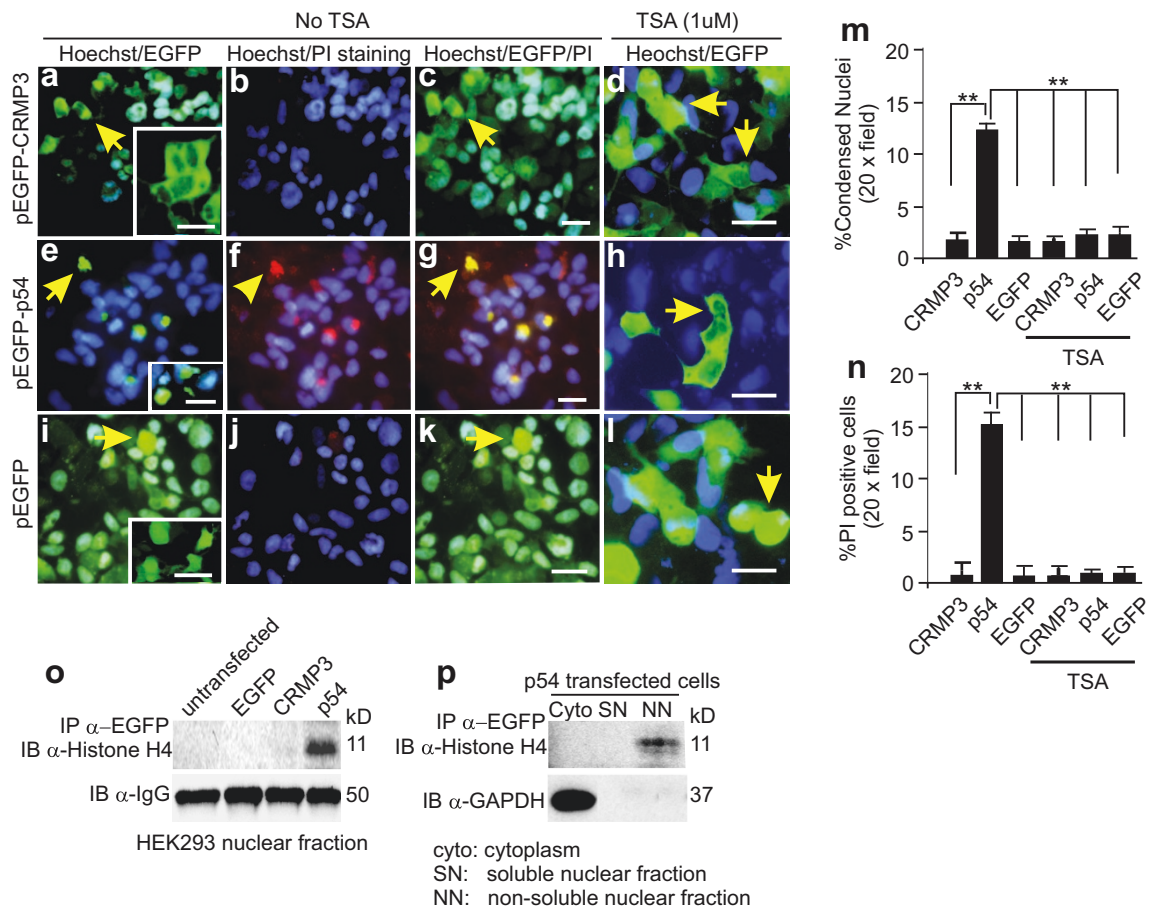 No TSA
TSA (1uM)
Hoechst/EGFP
Hoechst/PI staining
Hoechst/EGFP/PI
Heochst/EGFP
pEGFP-CRMP3
a
b
c
d
pEGFP-p54
e
f
g
h
pEGFP
i
j
k
l
m
%Condensed Nuclei
(20 x field)
20
15
10
5
0
**
**
CRMP3
p54
EGFP
CRMP3
p54
EGFP
TSA
n
%PI positive cells
(20 x field)
20
15
10
5
0
**
**
CRMP3
p54
EGFP
CRMP3
p54
EGFP
TSA
o
untransfected
EGFP
CRMP3
p54
kD
IP α–EGFP
IB α-Histone H4
11
IB α-IgG
50
HEK293 nuclear fraction
p
p54 transfected cells
Cyto SN NN
kD
IP α–EGFP
IB α-Histone H4
11
IB α-GAPDH
37
cyto: cytoplasm
SN: soluble nuclear fraction
NN: non-soluble nuclear fraction